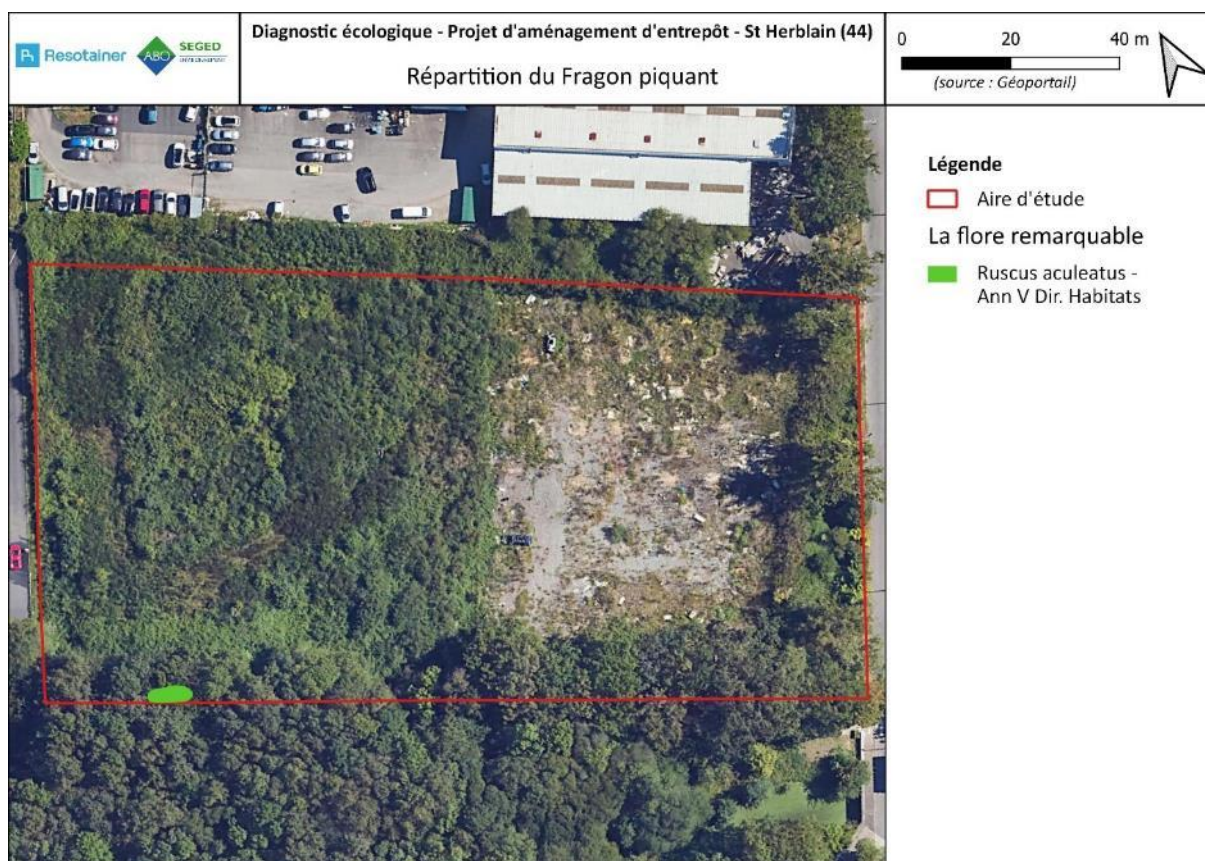 Resotainer
ABO
SEGED
Diagnostic écologique - Projet d'aménagement d'entrepôt - St Herblain (44)
Répartition du Fragon piquant
0 20 40 m
(source : Géoportail)
Légende
Aire d'étude
La flore remarquable
Ruscus aculeatus -
Ann V Dir. Habitats